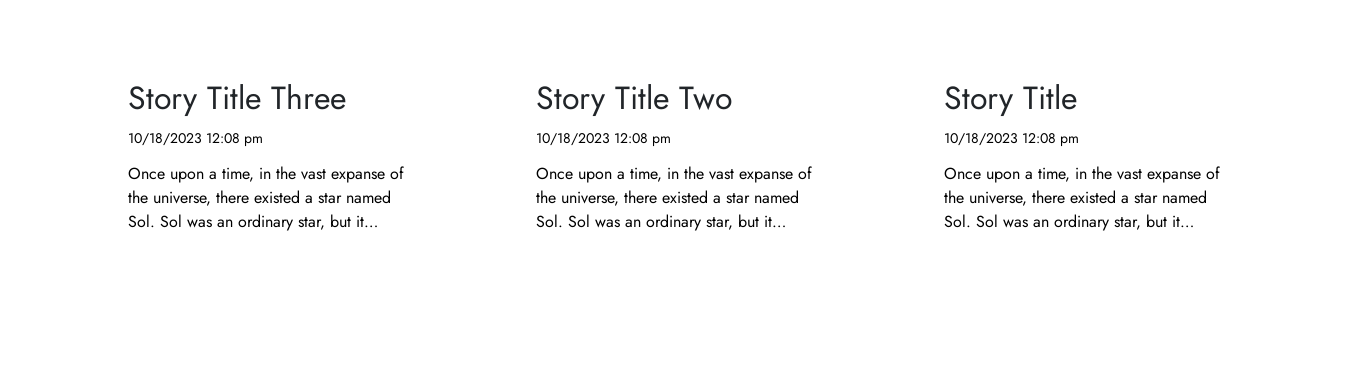 Story Title Three
10/18/2023 12:08 pm
Once upon a time, in the vast expanse of
the universe, there existed a star named
Sol. Sol was an ordinary star, but it...
Story Title Two
10/18/2023 12:08 pm
Once upon a time, in the vast expanse of
the universe, there existed a star named
Sol. Sol was an ordinary star, but it...
Story Title
10/18/2023 12:08 pm
Once upon a time, in the vast expanse of
the universe, there existed a star named
Sol. Sol was an ordinary star, but it...